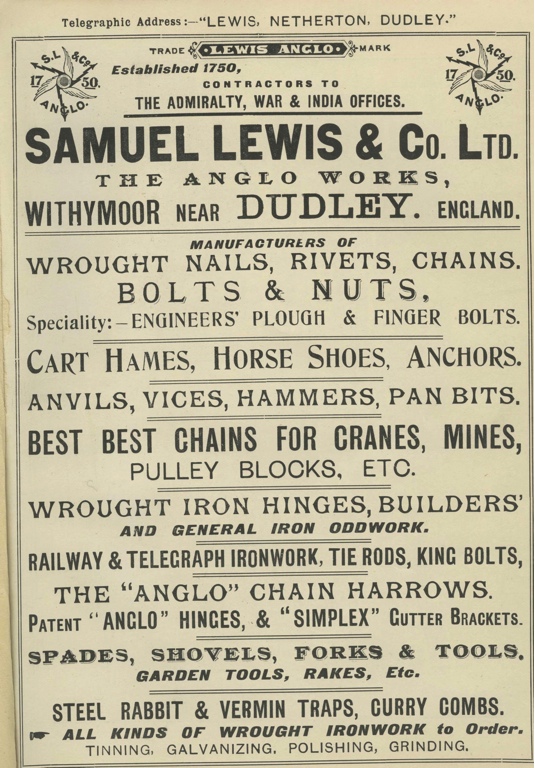 Telegraphic Address:—"LEWIS, NETHERTON, DUDLEY."
TRADE LEWIS ANGLO MARK
S.L & Co.
1750.
ANGLO.
S.L & Co.
1750.
ANGLO.
Established 1750,
CONTRACTORS TO
THE ADMIRALTY, WAR & INDIA OFFICES.
SAMUEL LEWIS & Co. LTD.
THE ANGLO WORKS,
WITHYMOOR NEAR DUDLEY. ENGLAND.
MANUFACTURERS OF
WROUGHT NAILS, RIVETS, CHAINS.
BOLTS & NUTS,
Speciality:—ENGINEERS' PLOUGH & FINGER BOLTS.
CART HAMES, HORSE SHOES, ANCHORS.
ANVILS, VICES, HAMMERS, PAN BITS.
BEST BEST CHAINS FOR CRANES, MINES,
PULLEY BLOCKS, ETC.
WROUGHT IRON HINGES, BUILDERS'
AND GENERAL IRON ODDWORK.
RAILWAY & TELEGRAPH IRONWORK, TIE RODS, KING BOLTS,
THE "ANGLO" CHAIN HARROWS.
PATENT "ANGLO" HINGES, & "SIMPLEX" GUTTER BRACKETS.
SPADES, SHOVELS, FORKS & TOOLS.
GARDEN TOOLS, RAKES, Etc.
STEEL RABBIT & VERMIN TRAPS, CURRY COMBS.
☛ ALL KINDS OF WROUGHT IRONWORK to Order.
TINNING, GALVANIZING, POLISHING, GRINDING.